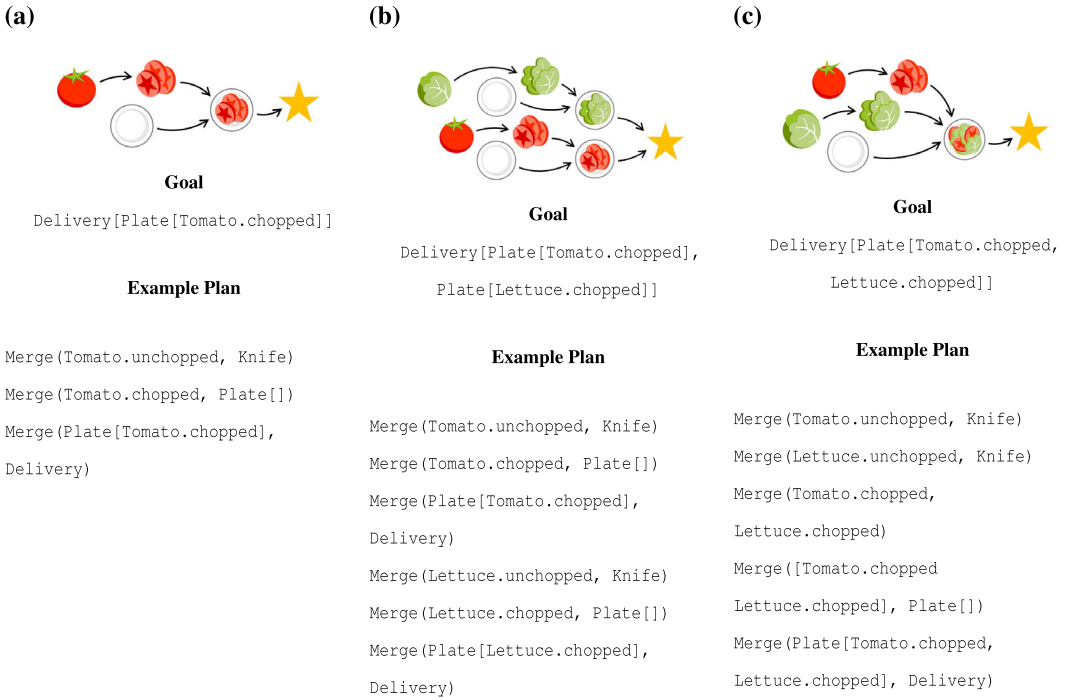 (a)
Goal
Delivery[Plate[Tomato.chopped]]
Example Plan
Merge(Tomato.unchopped, Knife)
Merge(Tomato.chopped, Plate[])
Merge(Plate[Tomato.chopped],
Delivery)
(b)
Goal
Delivery[Plate[Tomato.chopped],
Plate[Lettuce.chopped]]
Example Plan
Merge(Tomato.unchopped, Knife)
Merge(Tomato.chopped, Plate[])
Merge(Plate[Tomato.chopped],
Delivery)
Merge(Lettuce.unchopped, Knife)
Merge(Lettuce.chopped, Plate[])
Merge(Plate[Lettuce.chopped],
Delivery)
(c)
Goal
Delivery[Plate[Tomato.chopped,
Lettuce.chopped]]
Example Plan
Merge(Tomato.unchopped, Knife)
Merge(Lettuce.unchopped, Knife)
Merge(Tomato.chopped,
Lettuce.chopped)
Merge([Tomato.chopped
Lettuce.chopped], Plate[])
Merge(Plate[Tomato.chopped,
Lettuce.chopped], Delivery)